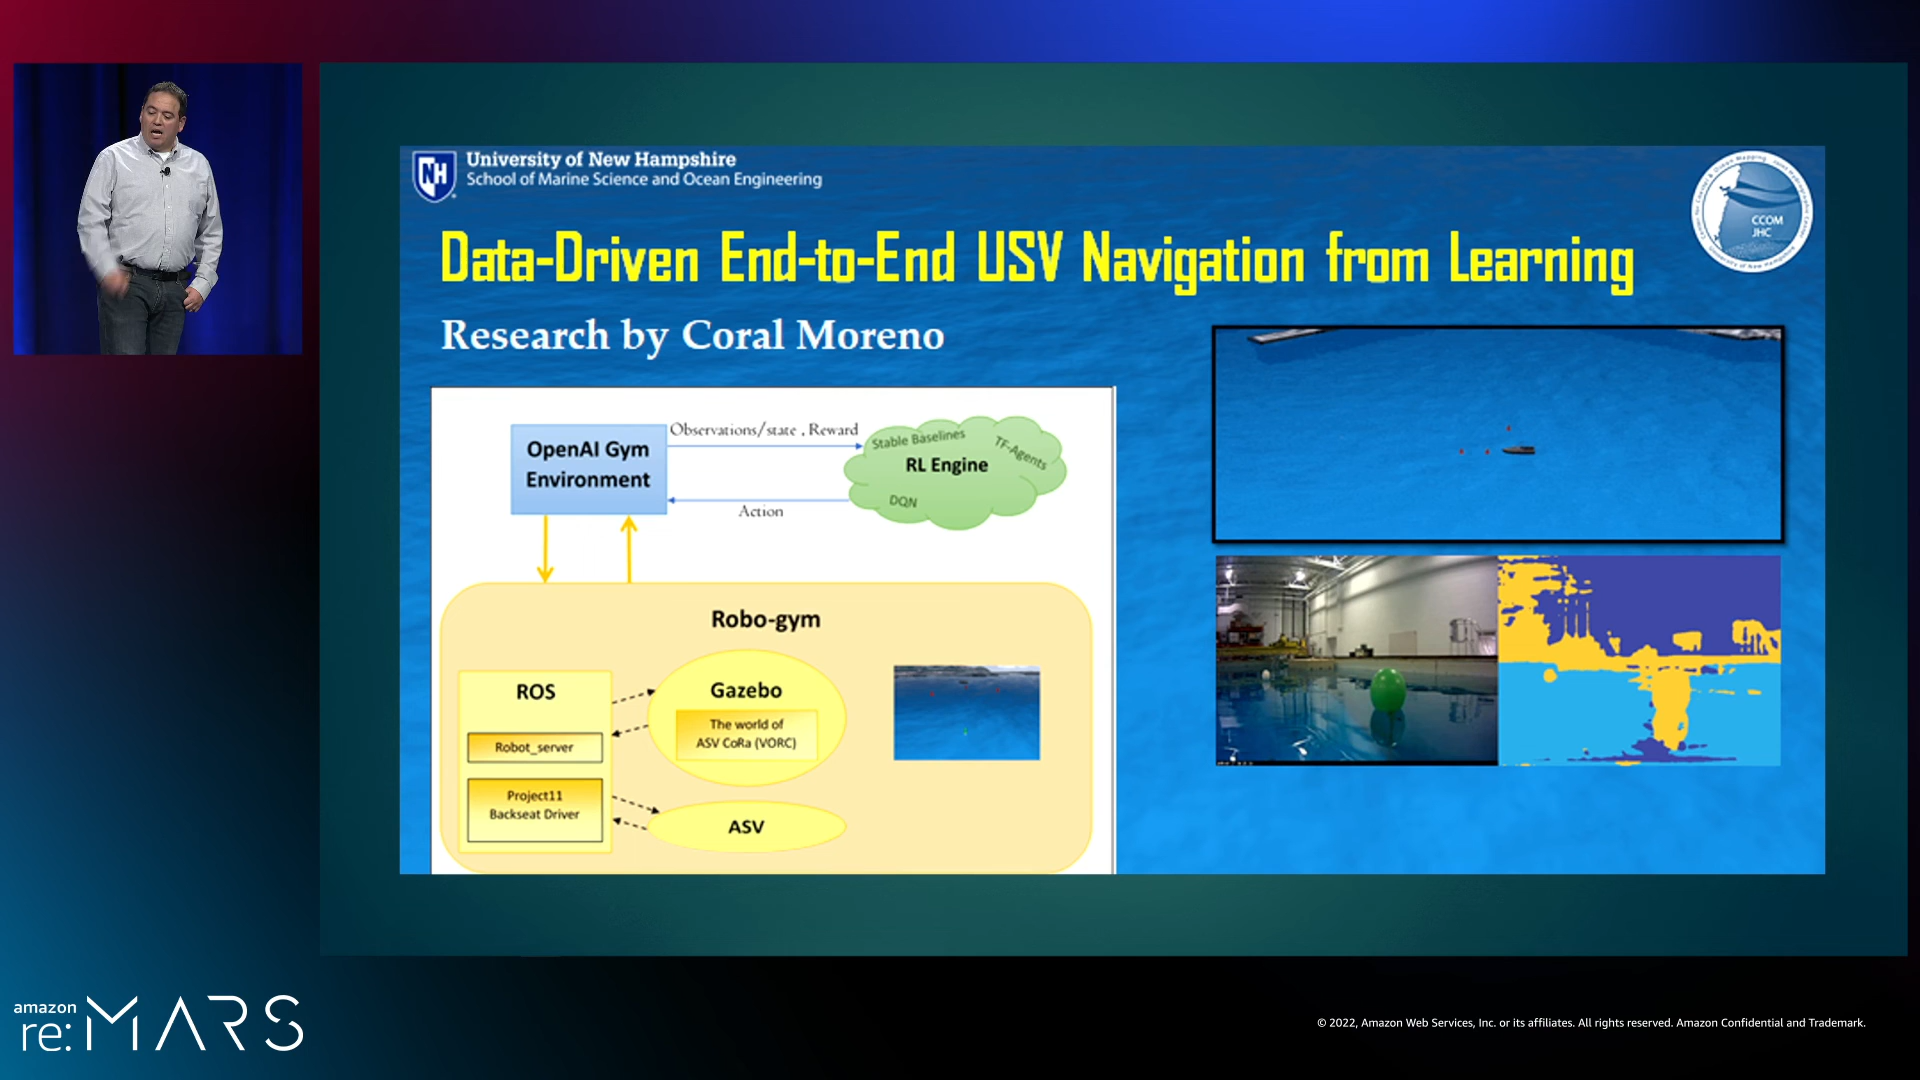 University of New Hampshire
School of Marine Science and Ocean Engineering
NH
CCOM
JHC
Data-Driven End-to-End USV Navigation from Learning
Research by Coral Moreno
OpenAI Gym
Environment
Observations/state , Reward
Action
Stable Baselines
TF-Agents
RL Engine
DQN
Robo-gym
ROS
Robot_server
Project11
Backseat Driver
Gazebo
The world of
ASV CoRa (VORC)
ASV
amazon
re:MARS
© 2022, Amazon Web Services, Inc. or its affiliates. All rights reserved. Amazon Confidential and Trademark.